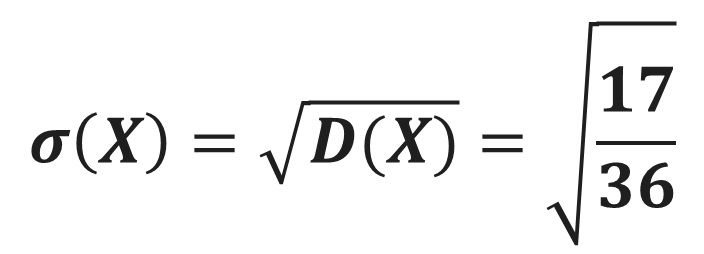 σ(X) = √D(X) = √(17/36)